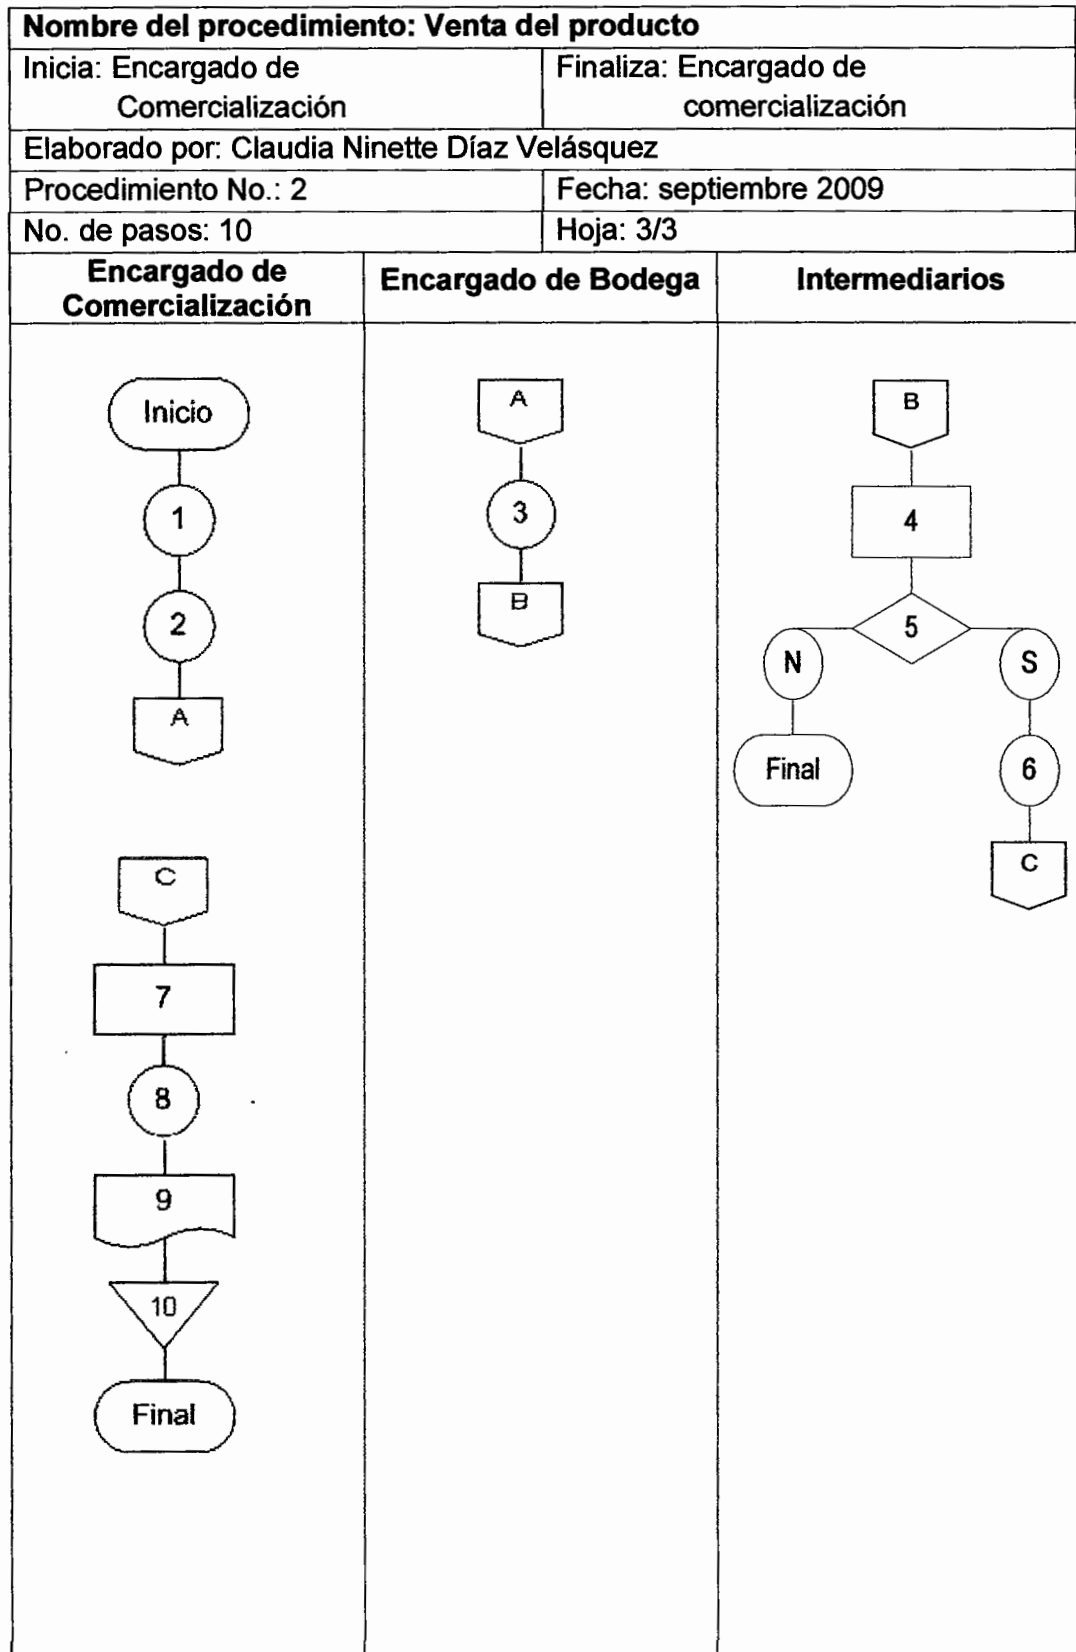 Nombre del procedimiento: Venta del producto
Inicia: Encargado de
Comercialización
Finaliza: Encargado de
comercialización
Elaborado por: Claudia Ninette Díaz Velásquez
Procedimiento No.: 2
Fecha: septiembre 2009
No. de pasos: 10
Hoja: 3/3
Encargado de
Comercialización
Encargado de Bodega
Intermediarios
Inicio
1
2
A
C
7
8
9
10
Final
A
3
B
B
4
5
N
S
Final
6
C